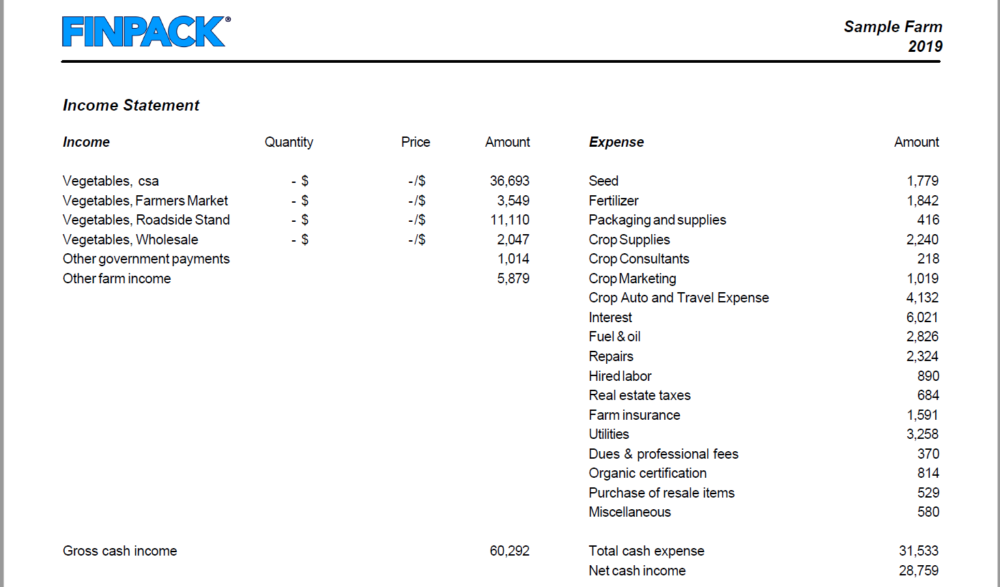 FINPACK®
Sample Farm
2019
Income Statement
Income Quantity Price Amount Expense Amount
Vegetables, csa - $ -/$ 36,693 Seed 1,779
Vegetables, Farmers Market - $ -/$ 3,549 Fertilizer 1,842
Vegetables, Roadside Stand - $ -/$ 11,110 Packaging and supplies 416
Vegetables, Wholesale - $ -/$ 2,047 Crop Supplies 2,240
Other government payments 1,014 Crop Consultants 218
Other farm income 5,879 Crop Marketing 1,019
Crop Auto and Travel Expense 4,132
Interest 6,021
Fuel & oil 2,826
Repairs 2,324
Hired labor 890
Real estate taxes 684
Farm insurance 1,591
Utilities 3,258
Dues & professional fees 370
Organic certification 814
Purchase of resale items 529
Miscellaneous 580
Gross cash income 60,292 Total cash expense 31,533
Net cash income 28,759